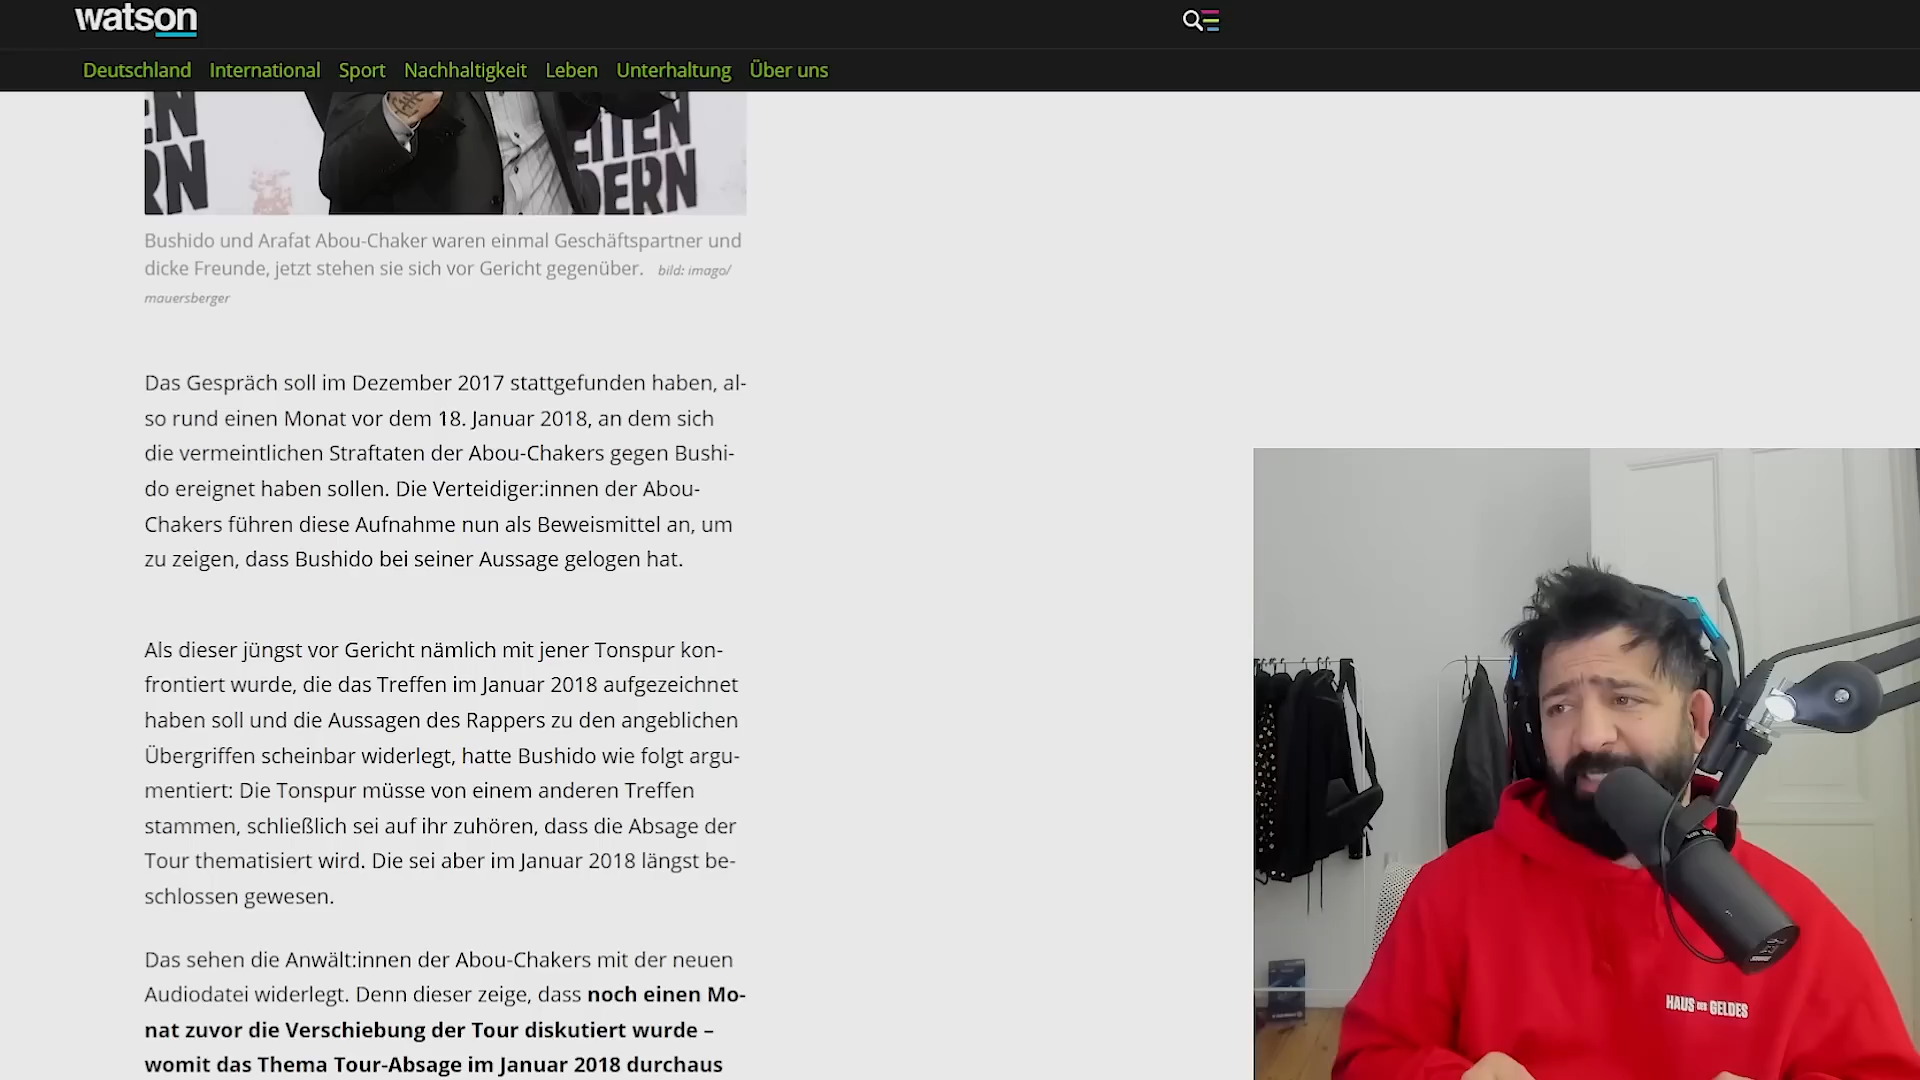 watson
Deutschland International Sport Nachhaltigkeit Leben Unterhaltung Über uns
EN
RN
EITEN
DERN
Bushido und Arafat Abou-Chaker waren einmal Geschäftspartner und
dicke Freunde, jetzt stehen sie sich vor Gericht gegenüber. bild: imago/
mauersberger
Das Gespräch soll im Dezember 2017 stattgefunden haben, al-
so rund einen Monat vor dem 18. Januar 2018, an dem sich
die vermeintlichen Straftaten der Abou-Chakers gegen Bushi-
do ereignet haben sollen. Die Verteidiger:innen der Abou-
Chakers führen diese Aufnahme nun als Beweismittel an, um
zu zeigen, dass Bushido bei seiner Aussage gelogen hat.
Als dieser jüngst vor Gericht nämlich mit jener Tonspur kon-
frontiert wurde, die das Treffen im Januar 2018 aufgezeichnet
haben soll und die Aussagen des Rappers zu den angeblichen
Übergriffen scheinbar widerlegt, hatte Bushido wie folgt argu-
mentiert: Die Tonspur müsse von einem anderen Treffen
stammen, schließlich sei auf ihr zuhören, dass die Absage der
Tour thematisiert wird. Die sei aber im Januar 2018 längst be-
schlossen gewesen.
Das sehen die Anwält:innen der Abou-Chakers mit der neuen
Audiodatei widerlegt. Denn dieser zeige, dass noch einen Mo-
nat zuvor die Verschiebung der Tour diskutiert wurde –
womit das Thema Tour-Absage im Januar 2018 durchaus
HAUS DES GELDES